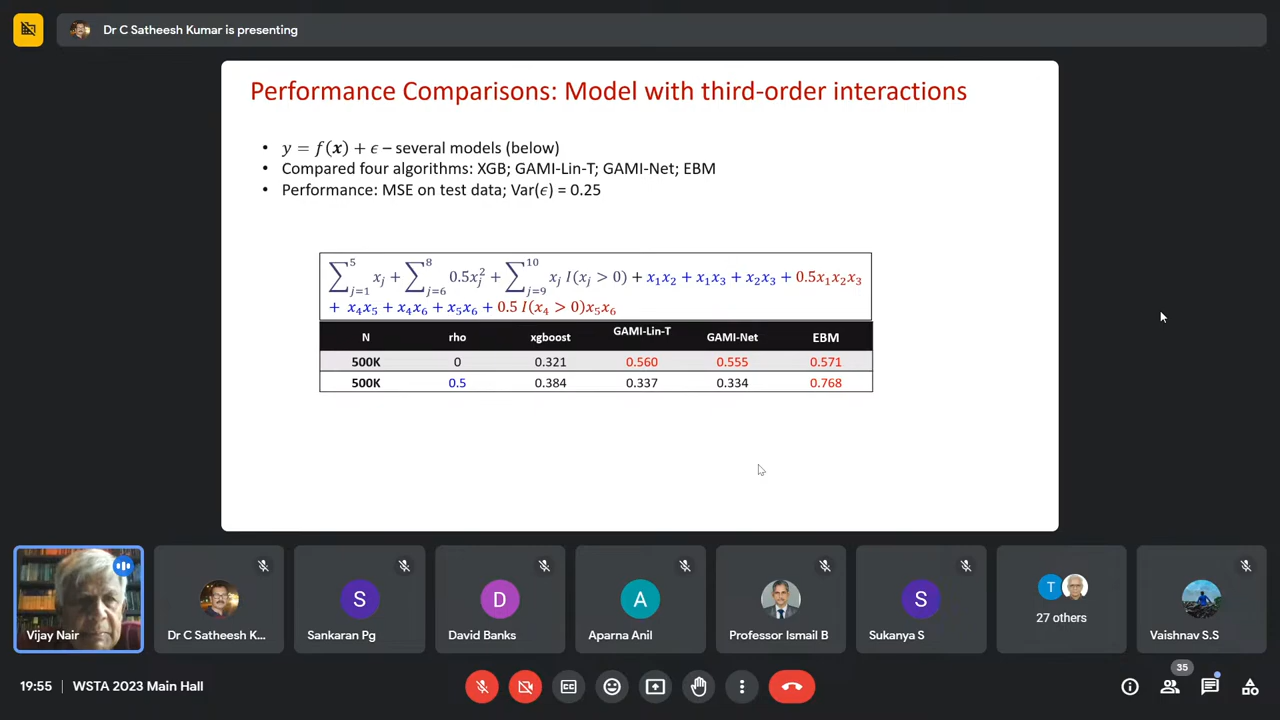 Dr C Satheesh Kumar is presenting
Performance Comparisons: Model with third-order interactions
• y = f(x) + ϵ – several models (below)
• Compared four algorithms: XGB; GAMI-Lin-T; GAMI-Net; EBM
• Performance: MSE on test data; Var(ϵ) = 0.25
∑_{j=1}^{5} x_j + ∑_{j=6}^{8} 0.5x_j^2 + ∑_{j=9}^{10} x_j I(x_j > 0) + x_1x_2 + x_1x_3 + x_2x_3 + 0.5x_1x_2x_3
+ x_4x_5 + x_4x_6 + x_5x_6 + 0.5 I(x_4 > 0)x_5x_6
N rho xgboost GAMI-Lin-T GAMI-Net EBM
500K 0 0.321 0.560 0.555 0.571
500K 0.5 0.384 0.337 0.334 0.768
Vijay Nair
Dr C Satheesh K...
S
Sankaran Pg
D
David Banks
A
Aparna Anil
Professor Ismail B
S
Sukanya S
T
27 others
Vaishnav S.S
19:55 | WSTA 2023 Main Hall
CC
35